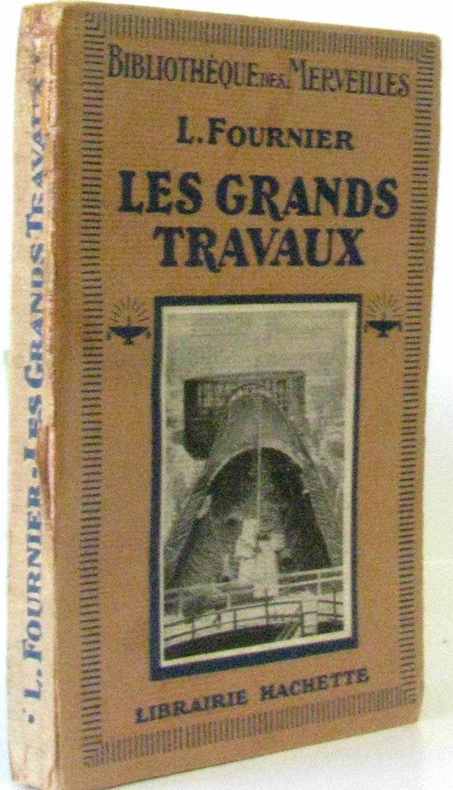 BIBLIOTHÈQUE DES MERVEILLES
L. FOURNIER
LES GRANDS
TRAVAUX
LIBRAIRIE HACHETTE
• L. FOURNIER - LES GRANDS TRAVAUX •